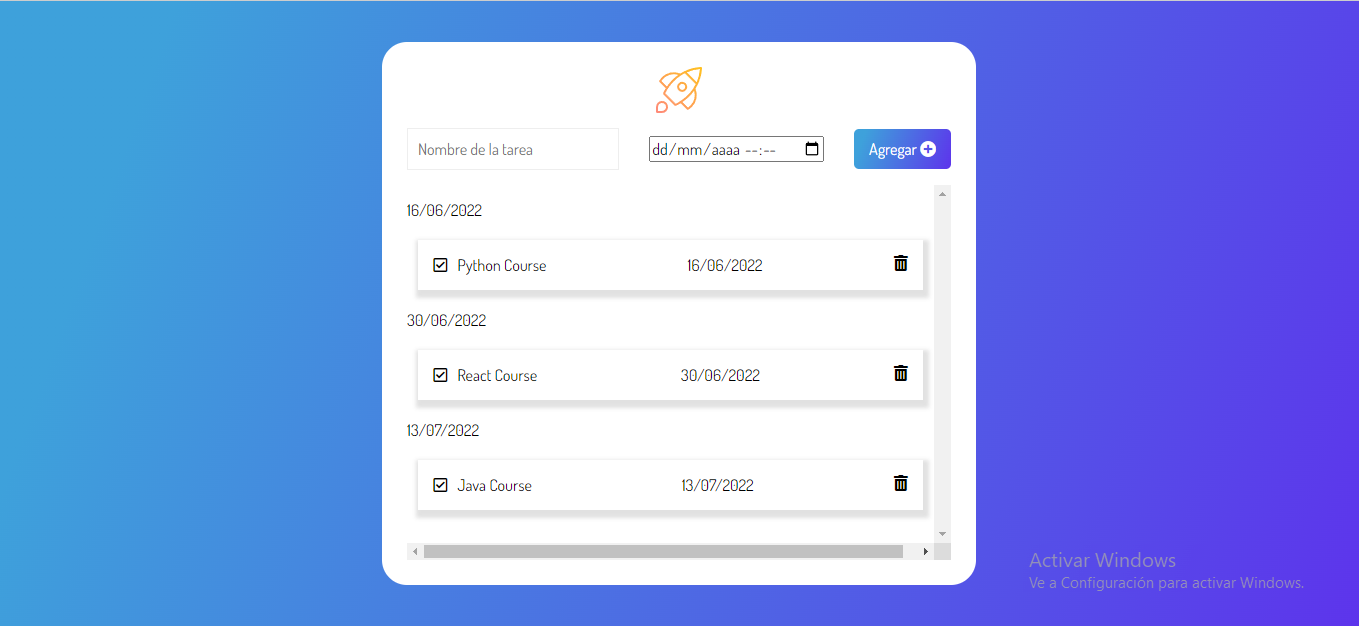 Nombre de la tarea
dd/mm/aaaa --:--
Agregar
16/06/2022
Python Course 16/06/2022
30/06/2022
React Course 30/06/2022
13/07/2022
Java Course 13/07/2022
Activar Windows
Ve a Configuración para activar Windows.